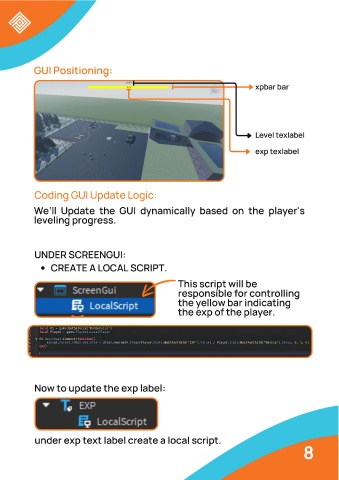 GUI Positioning:
xpbar bar
Level texlabel
exp texlabel
Coding GUI Update Logic:
We'll Update the GUI dynamically based on the player's
leveling progress.
UNDER SCREENGUI:
• CREATE A LOCAL SCRIPT.
ScreenGui
LocalScript
This script will be
responsible for controlling
the yellow bar indicating
the exp of the player.
Now to update the exp label:
EXP
LocalScript
under exp text label create a local script.
8